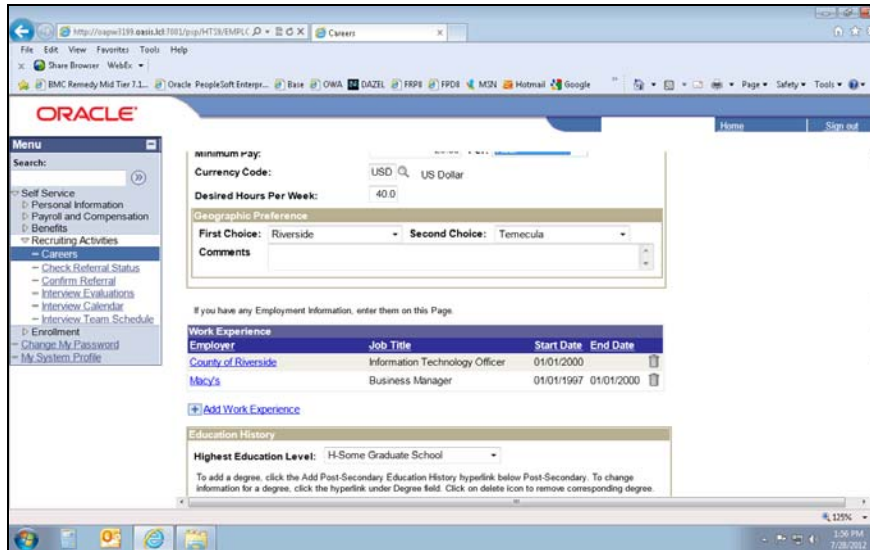 Careers
File Edit View Favorites Tools Help
Share Browser WebEx
BMC Remedy Mid Tier 7.1... Oracle PeopleSoft Enterpr... Base OWA DAZEL FRP8 FPD8 MSN Hotmail Google Page Safety Tools
ORACLE
Home Sign out
Menu
Search:
Self Service
Personal Information
Payroll and Compensation
Benefits
Recruiting Activities
Careers
Check Referral Status
Confirm Referral
Interview Evaluations
Interview Calendar
Interview Team Schedule
Enrollment
Change My Password
My System Profile
Minimum Pay:
Currency Code: USD US Dollar
Desired Hours Per Week: 40.0
Geographic Preference
First Choice: Riverside Second Choice: Temecula
Comments
If you have any Employment Information, enter them on this Page.
Work Experience
Employer Job Title Start Date End Date
County of Riverside Information Technology Officer 01/01/2000
Macy's Business Manager 01/01/1997 01/01/2000
Add Work Experience
Education History
Highest Education Level: H-Some Graduate School
To add a degree, click the Add Post-Secondary Education History hyperlink below Post-Secondary. To change
information for a degree, click the hyperlink under Degree field. Click on delete icon to remove corresponding degree.
125%
1:56 PM
7/28/2012